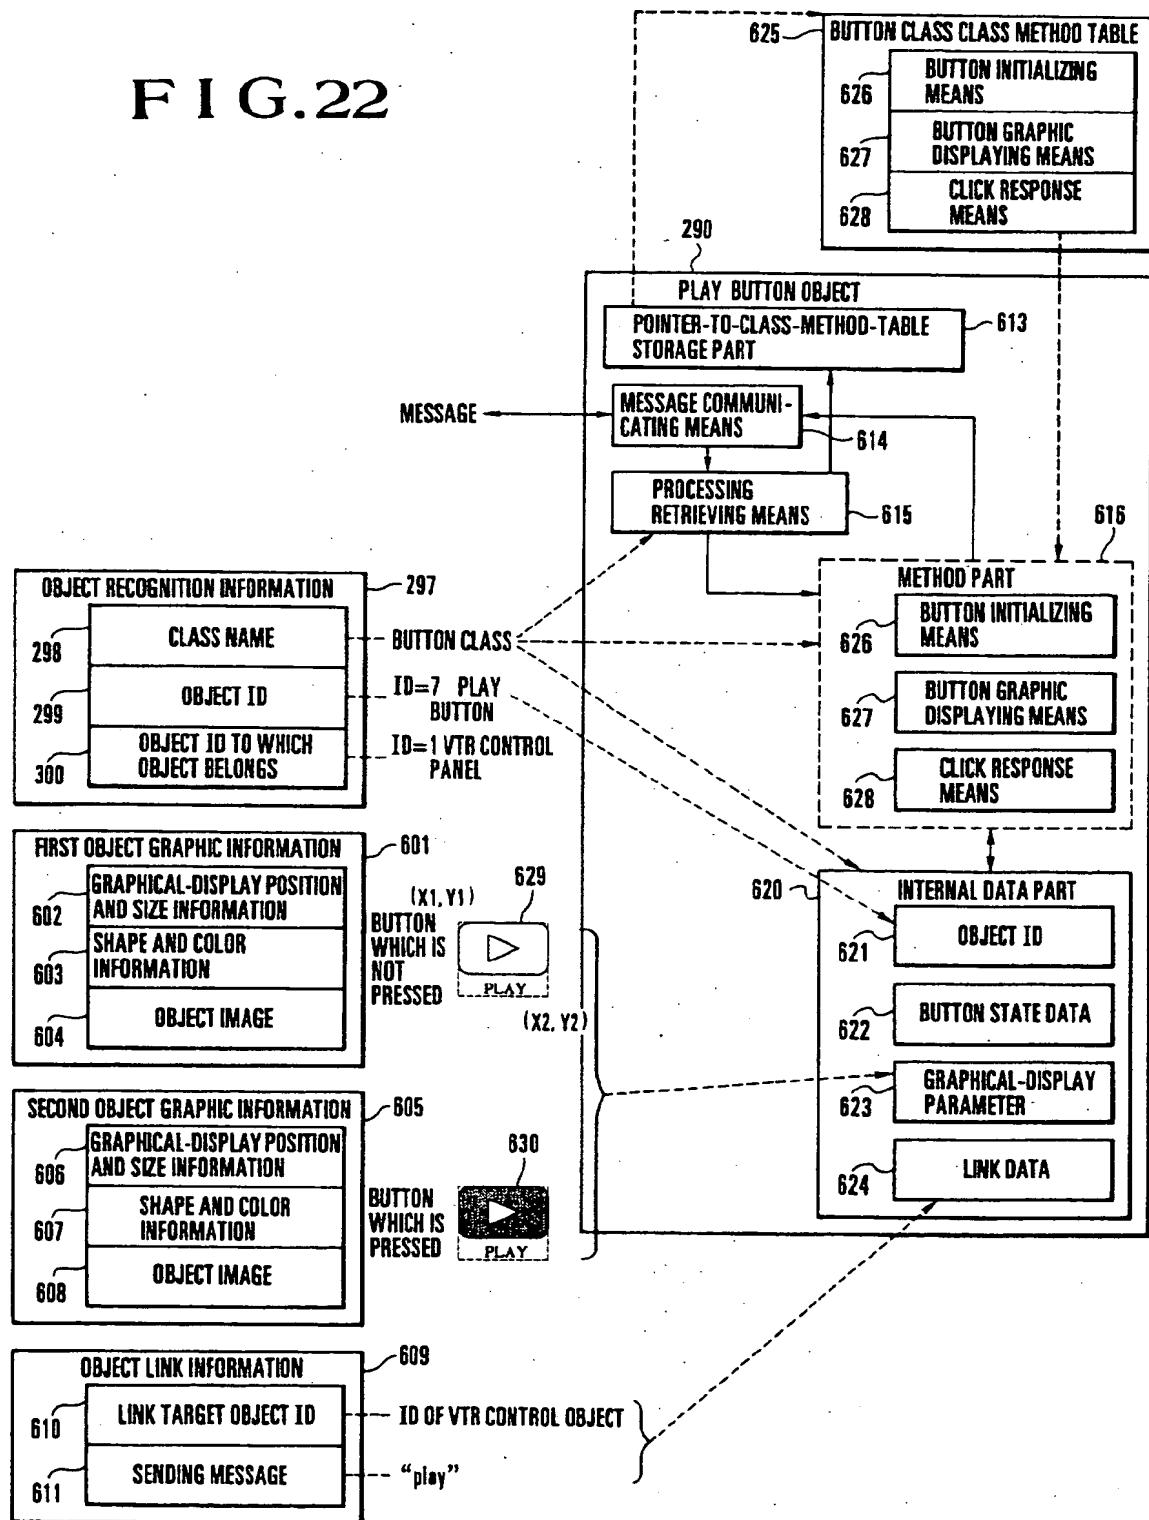 FIG.22
625
BUTTON CLASS CLASS METHOD TABLE
626
BUTTON INITIALIZING
MEANS
627
BUTTON GRAPHIC
DISPLAYING MEANS
628
CLICK RESPONSE
MEANS
290
PLAY BUTTON OBJECT
POINTER-TO-CLASS-METHOD-TABLE
STORAGE PART
613
MESSAGE
MESSAGE COMMUNI-
CATING MEANS
614
PROCESSING
RETRIEVING MEANS
615
616
METHOD PART
626
BUTTON INITIALIZING
MEANS
627
BUTTON GRAPHIC
DISPLAYING MEANS
628
CLICK RESPONSE
MEANS
620
INTERNAL DATA PART
621
OBJECT ID
622
BUTTON STATE DATA
623
GRAPHICAL-DISPLAY
PARAMETER
624
LINK DATA
OBJECT RECOGNITION INFORMATION
297
298
CLASS NAME
BUTTON CLASS
299
OBJECT ID
ID=7 PLAY
BUTTON
300
OBJECT ID TO WHICH
OBJECT BELONGS
ID=1 VTR CONTROL
PANEL
FIRST OBJECT GRAPHIC INFORMATION
601
602
GRAPHICAL-DISPLAY POSITION
AND SIZE INFORMATION
603
SHAPE AND COLOR
INFORMATION
604
OBJECT IMAGE
(X1, Y1)
629
BUTTON
WHICH IS
NOT
PRESSED
PLAY
(X2, Y2)
SECOND OBJECT GRAPHIC INFORMATION
605
606
GRAPHICAL-DISPLAY POSITION
AND SIZE INFORMATION
607
SHAPE AND COLOR
INFORMATION
608
OBJECT IMAGE
630
BUTTON
WHICH IS
PRESSED
PLAY
OBJECT LINK INFORMATION
609
610
LINK TARGET OBJECT ID
ID OF VTR CONTROL OBJECT
611
SENDING MESSAGE
"play"